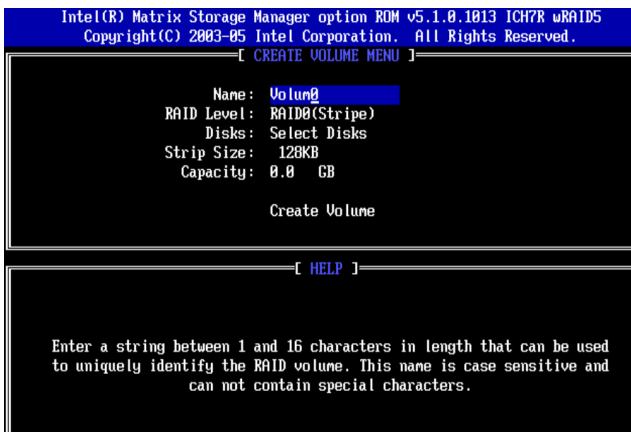 Intel(R) Matrix Storage Manager option ROM v5.1.0.1013 ICH7R wRAID5
Copyright(C) 2003-05 Intel Corporation. All Rights Reserved.
[ CREATE VOLUME MENU ]
Name: Volum0
RAID Level: RAID0(Stripe)
Disks: Select Disks
Strip Size: 128KB
Capacity: 0.0 GB
Create Volume
[ HELP ]
Enter a string between 1 and 16 characters in length that can be used
to uniquely identify the RAID volume. This name is case sensitive and
can not contain special characters.